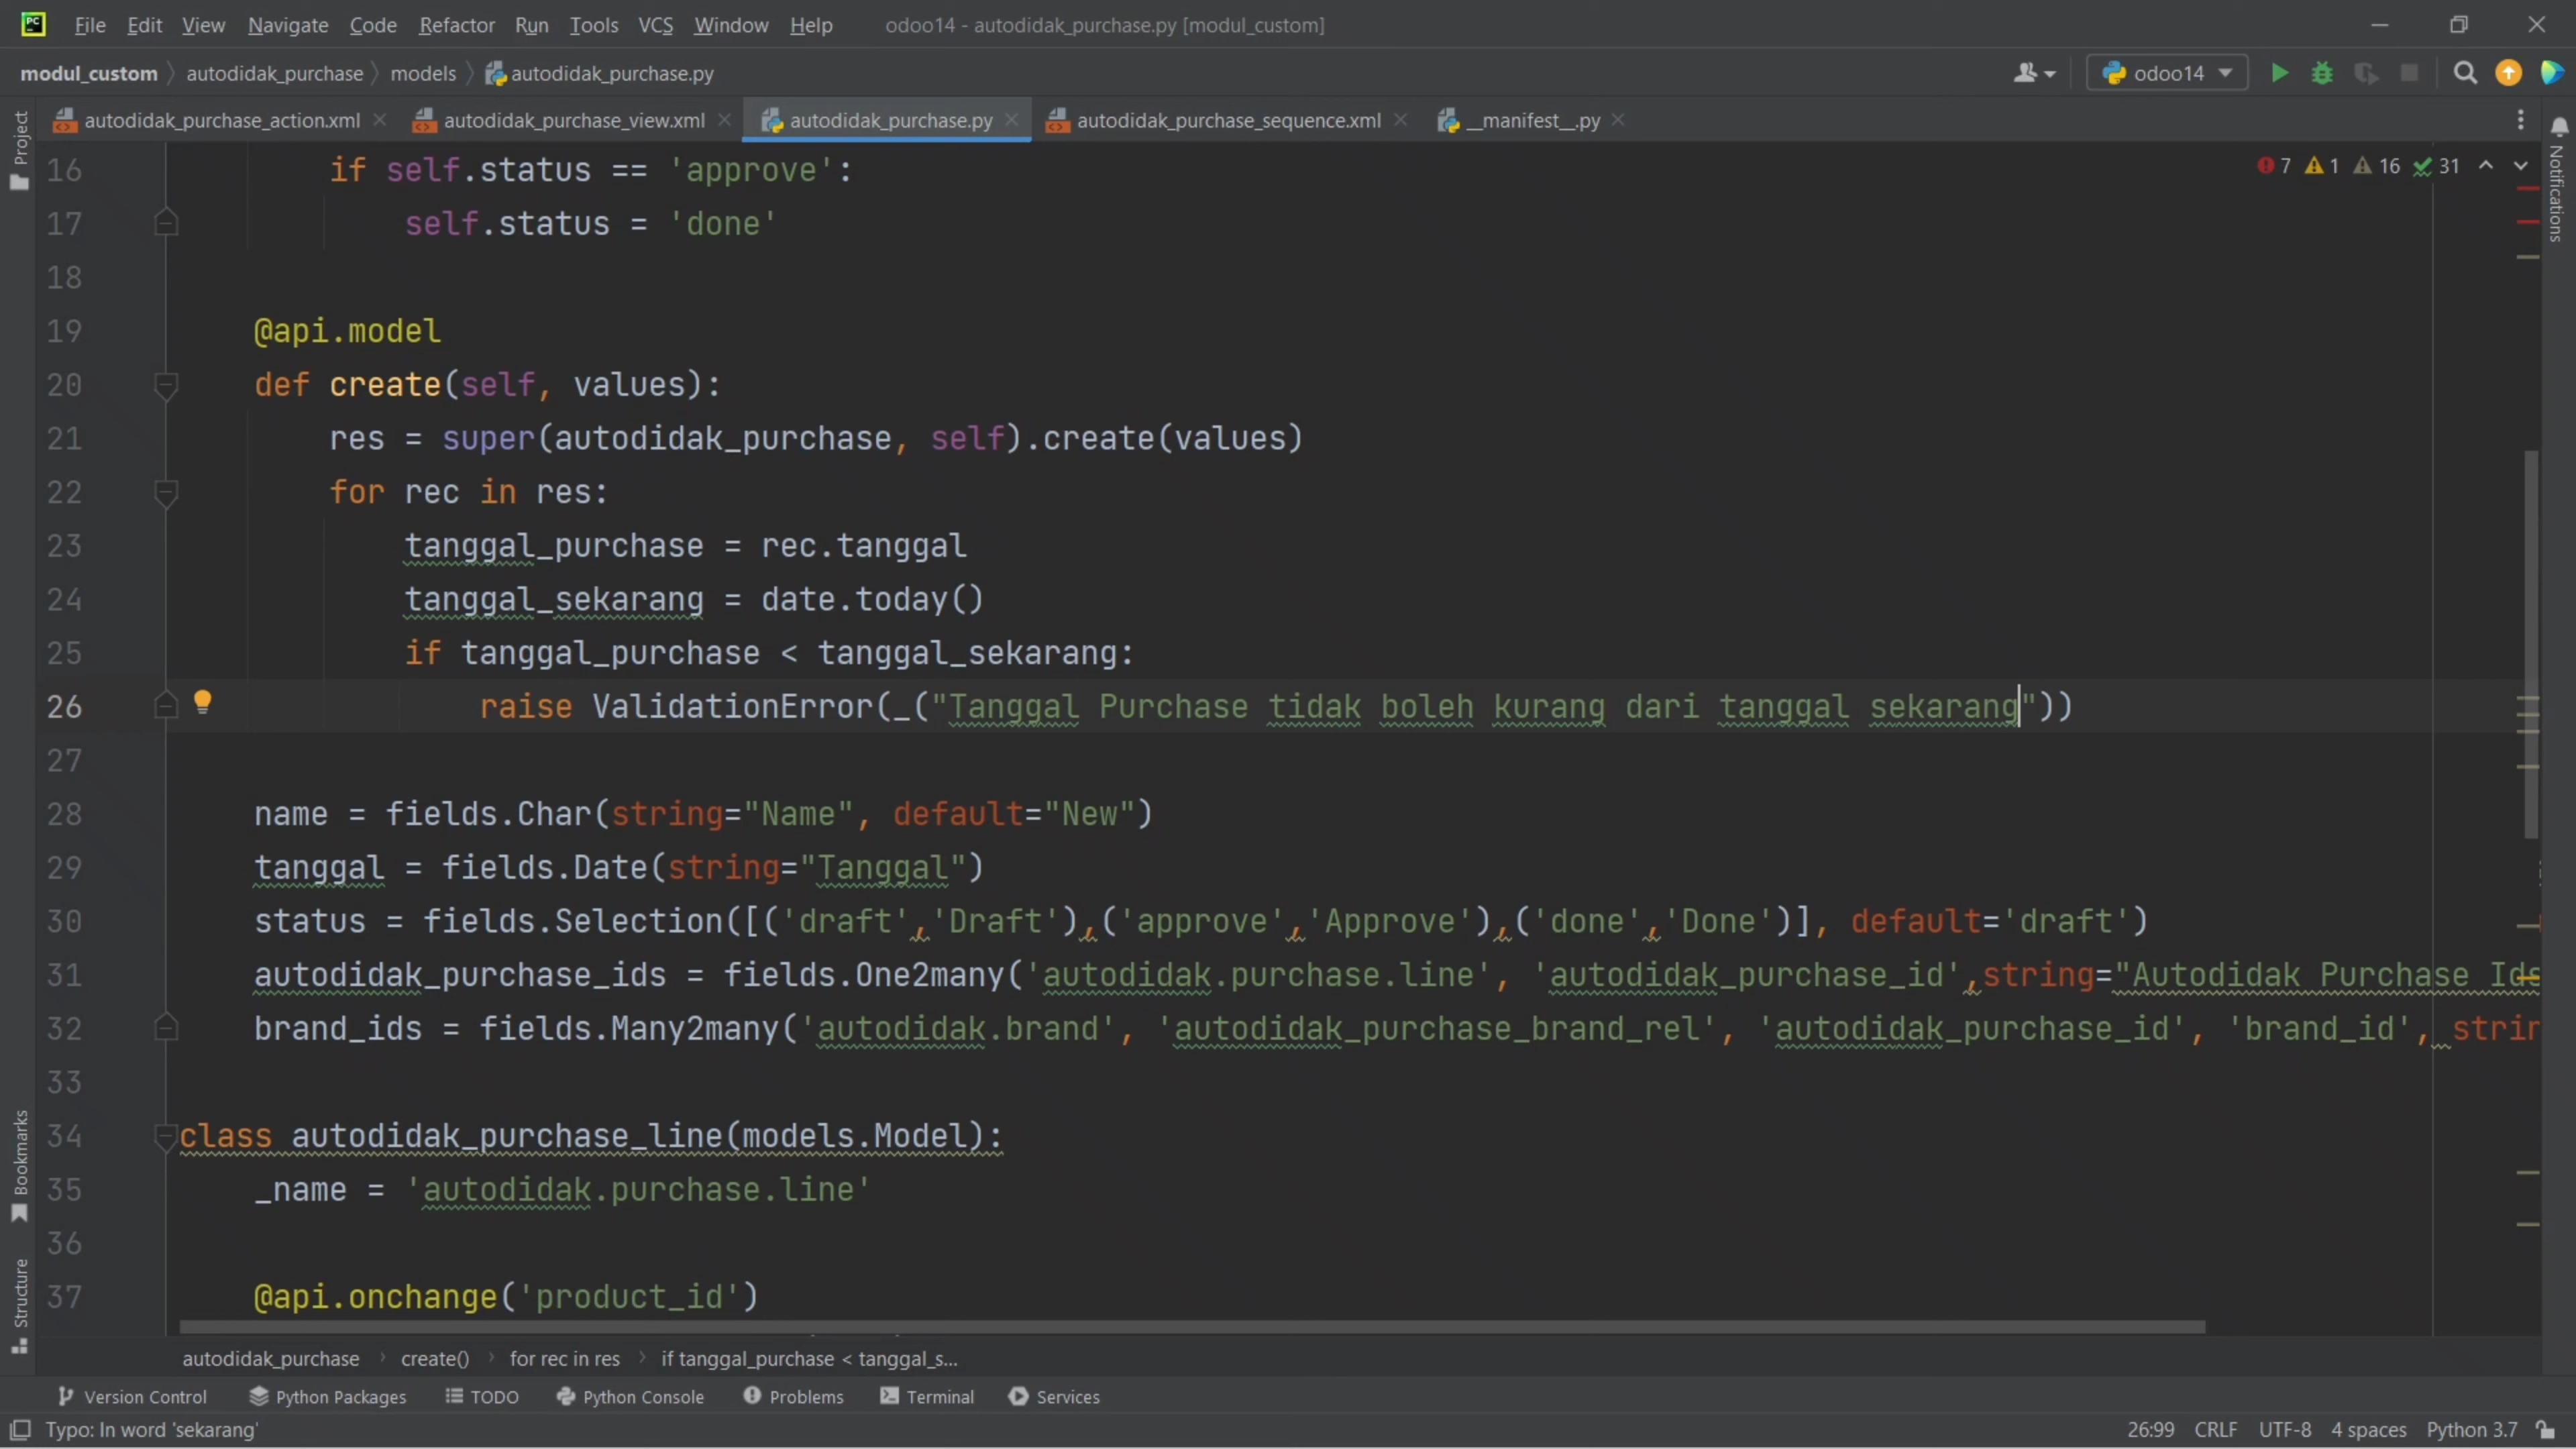 PC File Edit View Navigate Code Refactor Run Tools VCS Window Help odoo14 - autodidak_purchase.py [modul_custom]
modul_custom autodidak_purchase models autodidak_purchase.py odoo14
Project autodidak_purchase_action.xml autodidak_purchase_view.xml autodidak_purchase.py autodidak_purchase_sequence.xml __manifest__.py
Notifications
7 1 16 31
16 if self.status == 'approve':
17 self.status = 'done'
18
19 @api.model
20 def create(self, values):
21 res = super(autodidak_purchase, self).create(values)
22 for rec in res:
23 tanggal_purchase = rec.tanggal
24 tanggal_sekarang = date.today()
25 if tanggal_purchase < tanggal_sekarang:
26 raise ValidationError(_("Tanggal Purchase tidak boleh kurang dari tanggal sekarang"))
27
28 name = fields.Char(string="Name", default="New")
29 tanggal = fields.Date(string="Tanggal")
30 status = fields.Selection([('draft','Draft'),('approve','Approve'),('done','Done')], default='draft')
31 autodidak_purchase_ids = fields.One2many('autodidak.purchase.line', 'autodidak_purchase_id',string="Autodidak Purchase Ids
32 brand_ids = fields.Many2many('autodidak.brand', 'autodidak_purchase_brand_rel', 'autodidak_purchase_id', 'brand_id', strin
33
34 class autodidak_purchase_line(models.Model):
35 _name = 'autodidak.purchase.line'
36
37 @api.onchange('product_id')
Bookmarks
Structure
autodidak_purchase create() for rec in res if tanggal_purchase < tanggal_s...
Version Control Python Packages TODO Python Console Problems Terminal Services
Typo: In word 'sekarang' 26:99 CRLF UTF-8 4 spaces Python 3.7